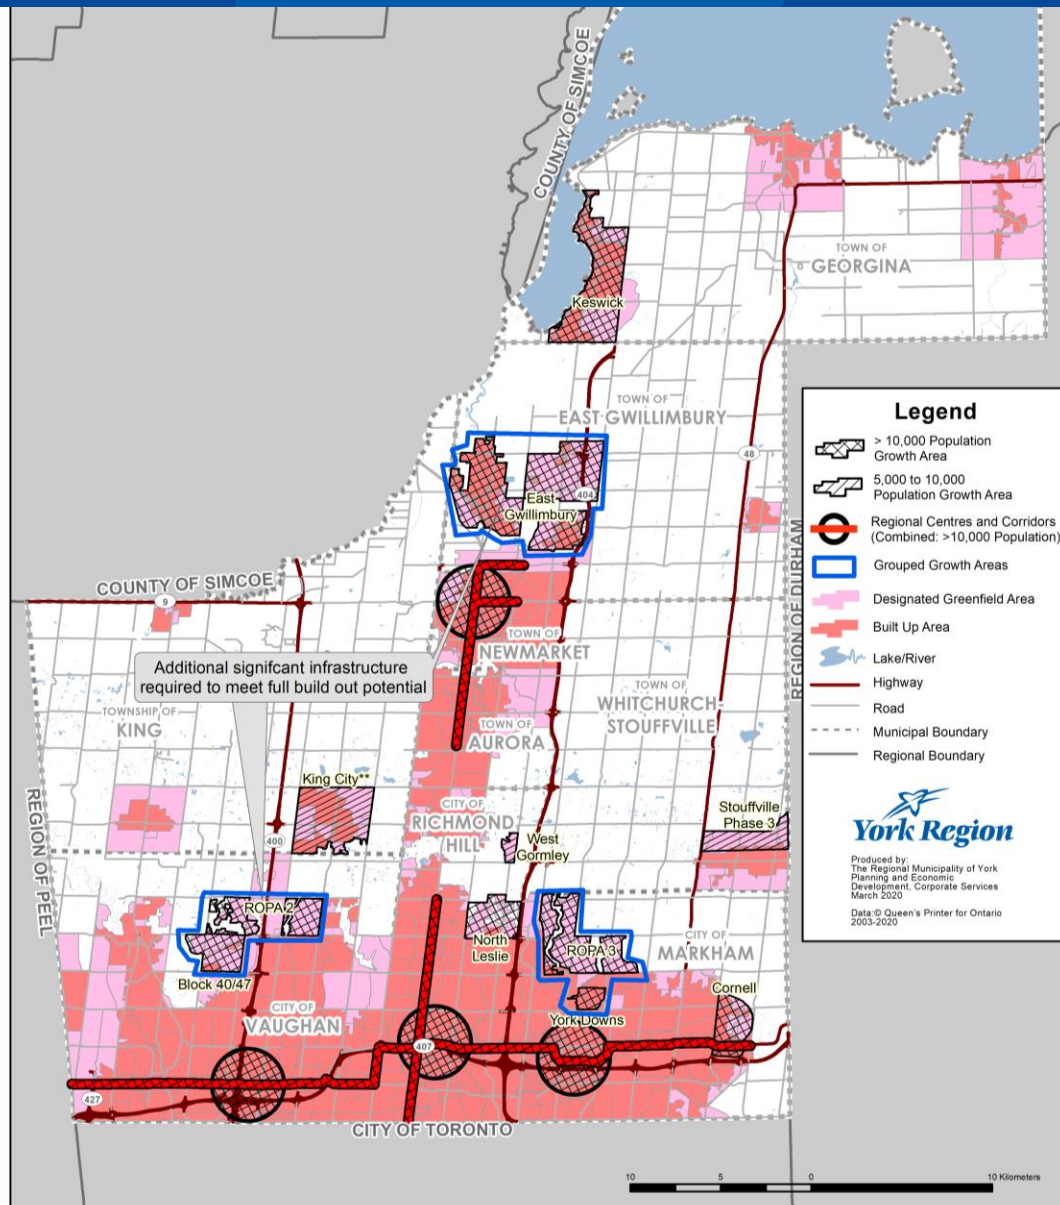 COUNTY OF SIMCOE
TOWN OF
GEORGINA
Keswick
TOWN OF
EAST GWILLIMBURY
48
404
East
Gwillimbury
COUNTY OF SIMCOE
9
TOWN OF
NEWMARKET
Additional signifcant infrastructure
required to meet full build out potential
TOWNSHIP OF
KING
TOWN OF
AURORA
TOWN OF
WHITCHURCH-
STOUFFVILLE
REGION OF DURHAM
REGION OF PEEL
King City**
400
CITY OF
RICHMOND
HILL
West
Gormley
Stouffville
Phase 3
ROPA 2
North
Leslie
ROPA 3
CITY OF
MARKHAM
Block 40/47
CITY OF
VAUGHAN
York Downs
Cornell
407
427
CITY OF TORONTO
Legend
> 10,000 Population
Growth Area
5,000 to 10,000
Population Growth Area
Regional Centres and Corridors
(Combined: >10,000 Population)
Grouped Growth Areas
Designated Greenfield Area
Built Up Area
Lake/River
Highway
Road
Municipal Boundary
Regional Boundary
York Region
Produced by:
The Regional Municipality of York
Planning and Economic
Development, Corporate Services
March 2020
Data:© Queen's Printer for Ontario
2003-2020
10 5 0 10 Kilometers